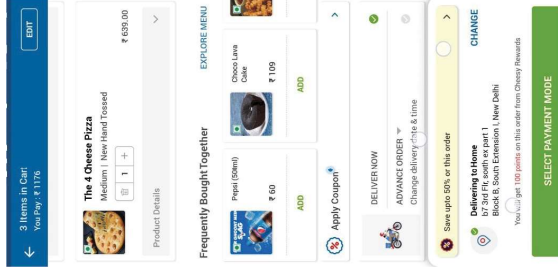 3 Items in Cart
You Pay : ₹ 1176
EDIT
The 4 Cheese Pizza
Medium | New Hand Tossed
1 +
₹ 639.00
Product Details
Frequently Bought Together
EXPLORE MENU
Pepsi (500ml)
₹ 60
ADD
Choco Lava
Cake
₹ 109
ADD
Apply Coupon
DELIVER NOW
ADVANCE ORDER
Change delivery date & time
Save upto 50% or this order
Delivering to Home
CHANGE
b7 3rd Flr, south ex part 1
Block B, South Extension I, New Delhi
You will get 100 points on this order from Cheesy Rewards
SELECT PAYMENT MODE